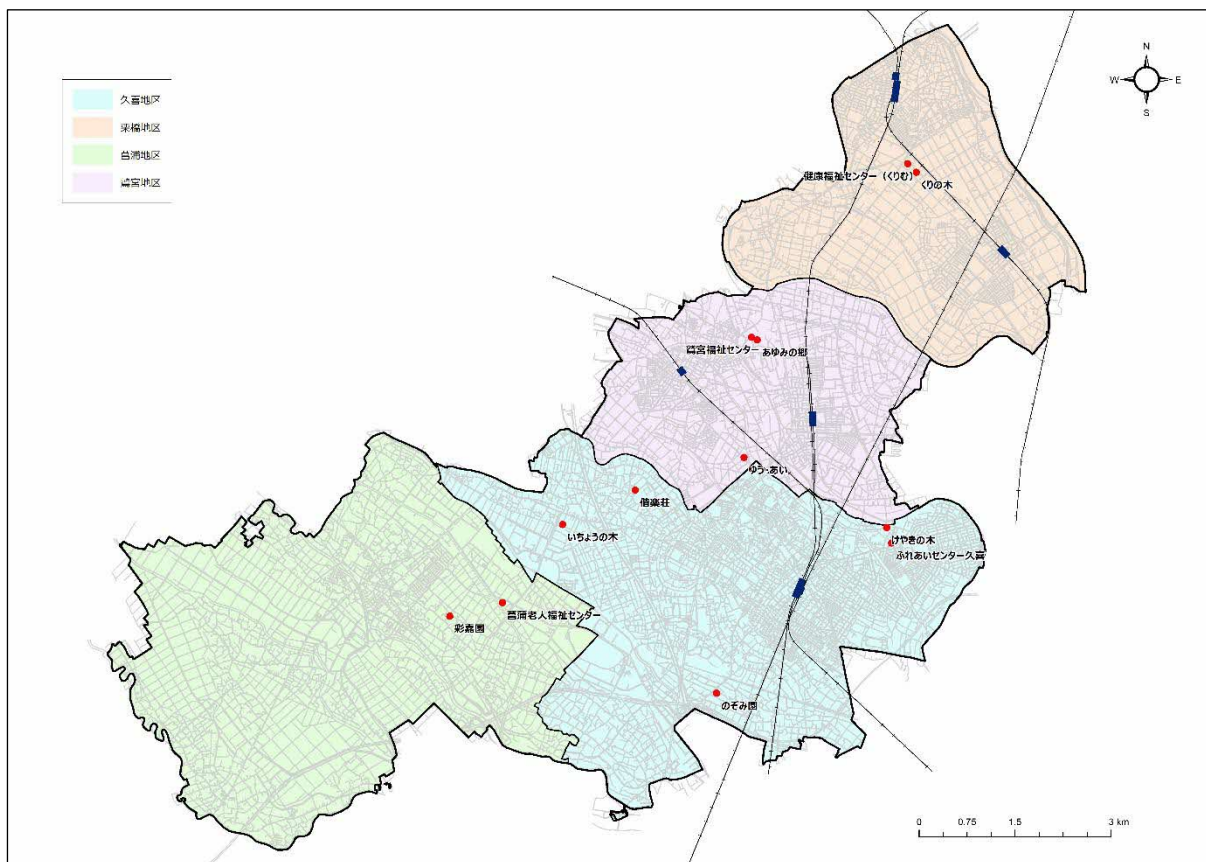 久喜地区
栗橋地区
菖蒲地区
鷲宮地区
N
W
E
S
健康福祉センター（くりむ）
くりの木
鷲宮福祉センター
あゆみの郷
ゆう・あい
偕楽荘
いちょうの木
けやきの木
ふれあいセンター久喜
菖蒲老人福祉センター
彩嘉園
のぞみ園
0 0.75 1.5 3 km